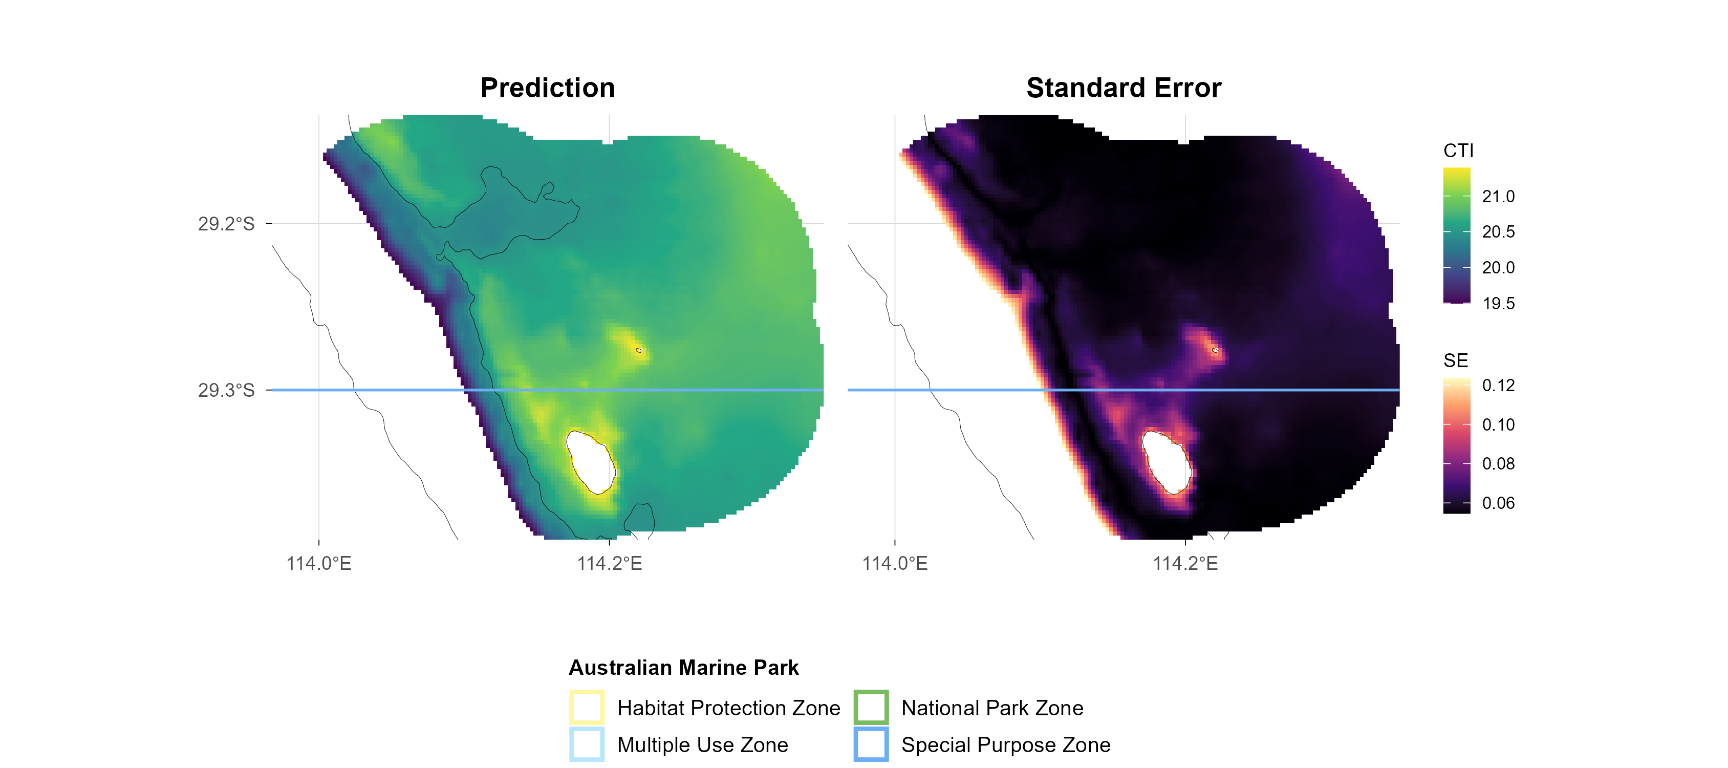 Prediction
Standard Error
29.2°S
29.3°S
114.0°E
114.2°E
114.0°E
114.2°E
CTI
21.0
20.5
20.0
19.5
SE
0.12
0.10
0.08
0.06
Australian Marine Park
Habitat Protection Zone
National Park Zone
Multiple Use Zone
Special Purpose Zone